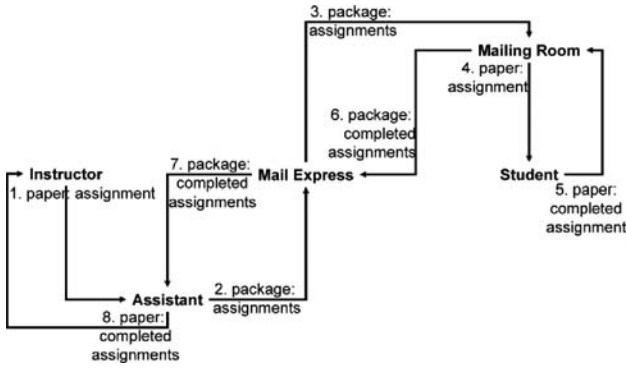 3. package:
assignments
Mailing Room
4. paper:
assignment
6. package:
completed
assignments
Instructor
1. paper: assignment
7. package:
completed
assignments
Mail Express
Student
5. paper:
completed
assignment
Assistant
2. package:
assignments
8. paper:
completed
assignments